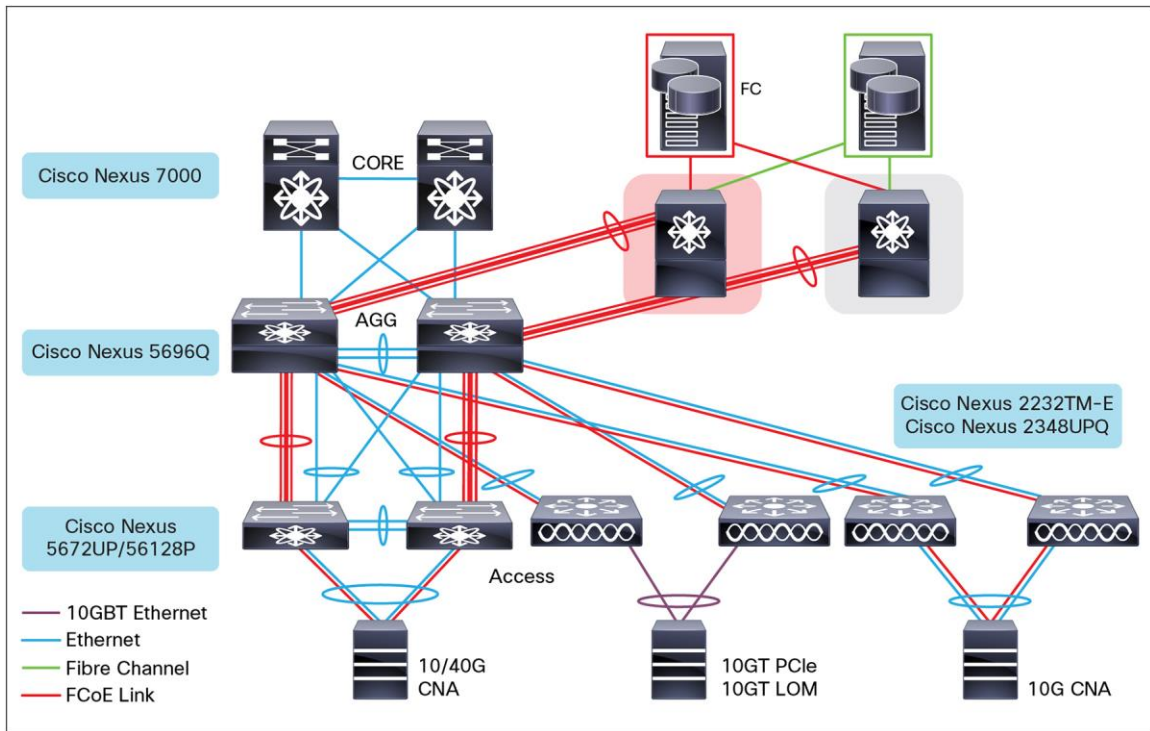 FC
CORE
Cisco Nexus 7000
AGG
Cisco Nexus 5696Q
Cisco Nexus 2232TM-E
Cisco Nexus 2348UPQ
Cisco Nexus
5672UP/56128P
Access
10GBT Ethernet
Ethernet
Fibre Channel
FCoE Link
10/40G
CNA
10GT PCIe
10GT LOM
10G CNA